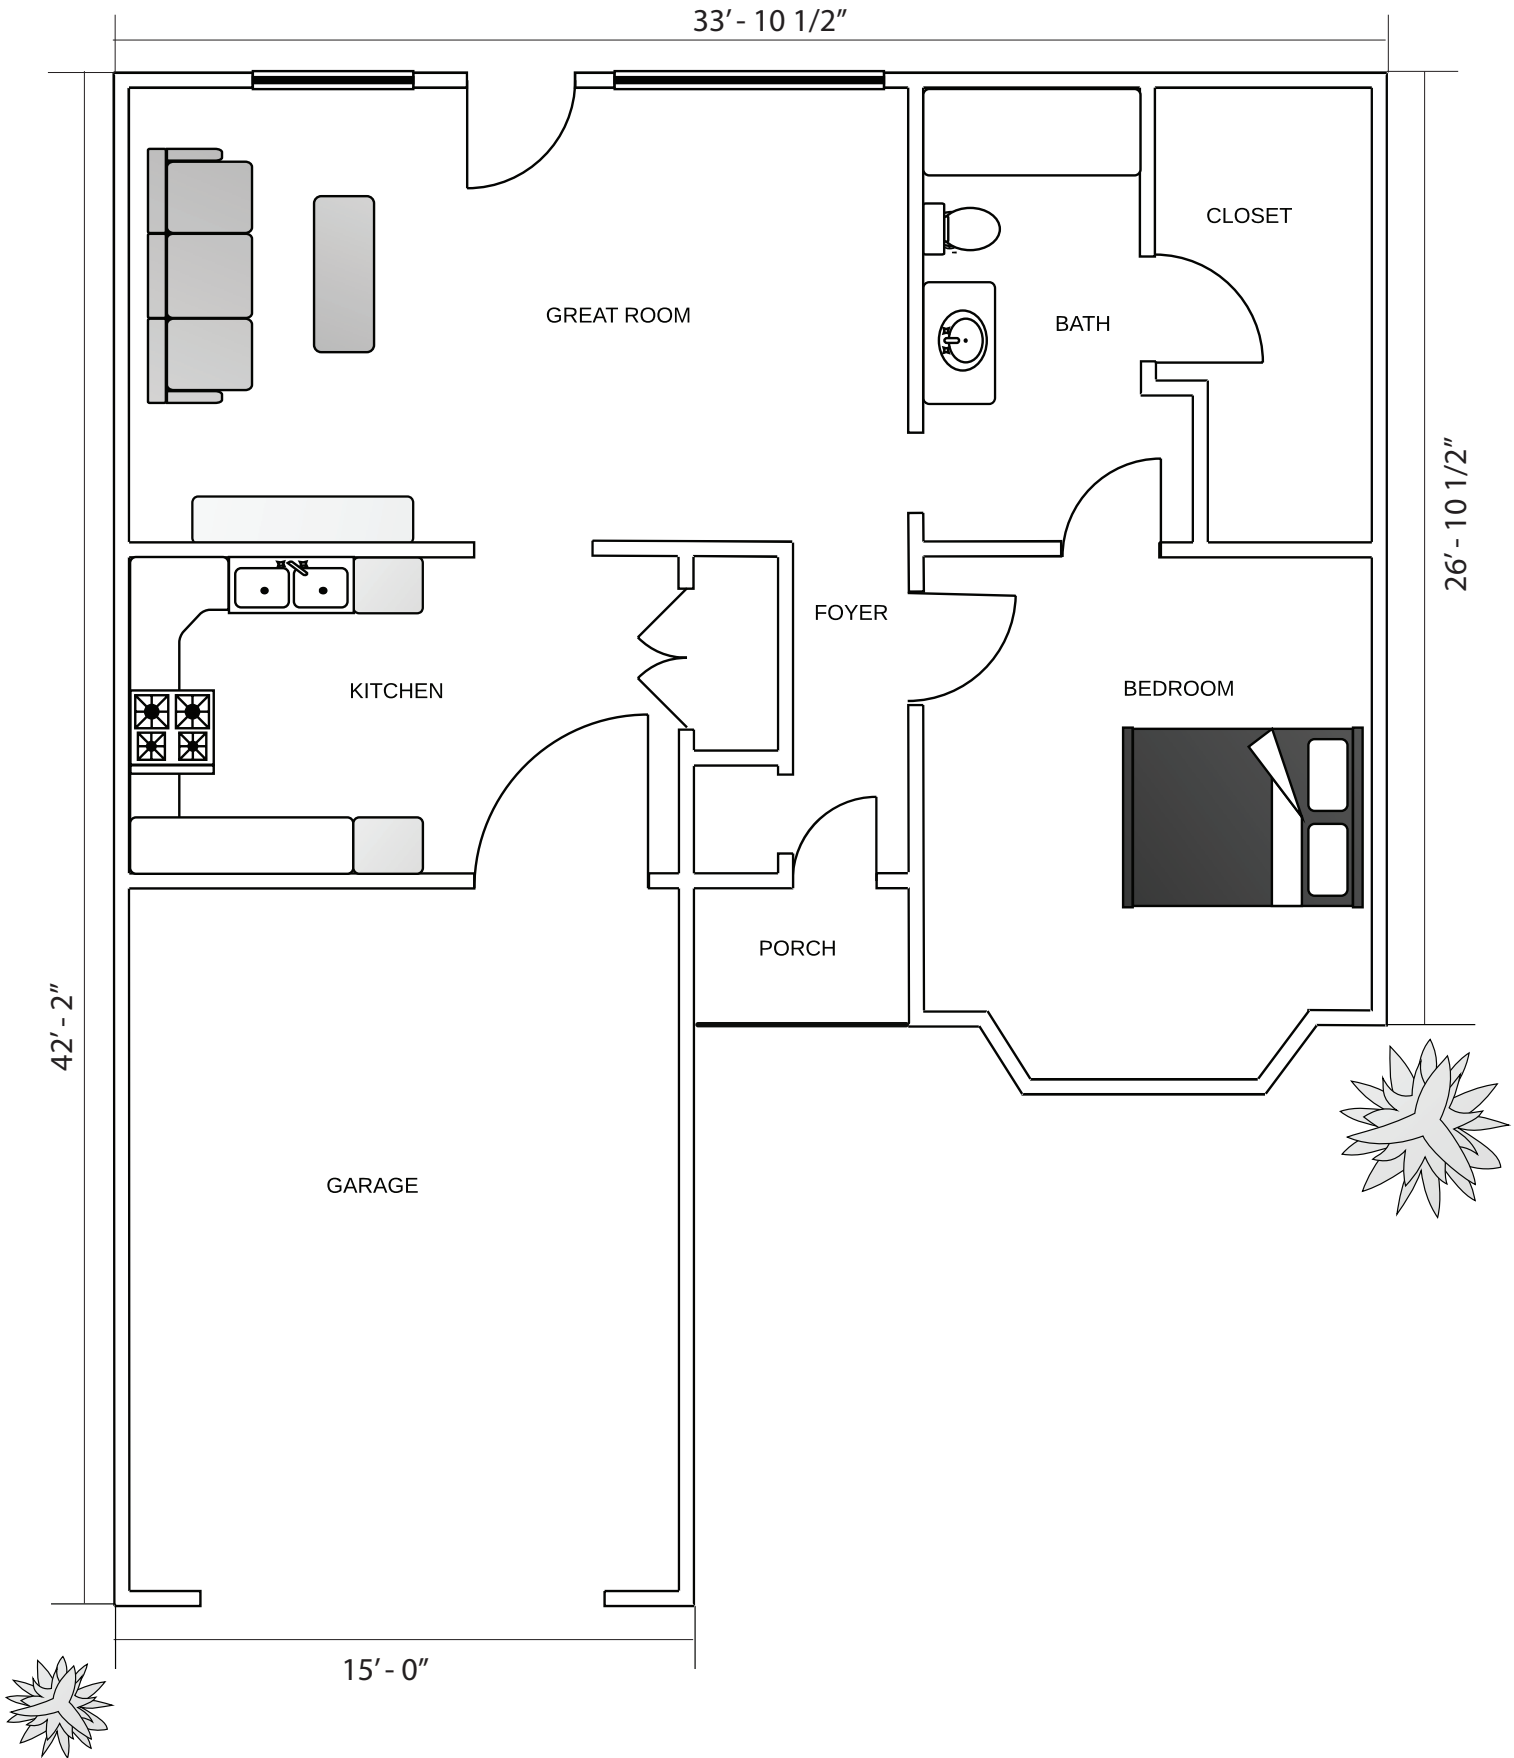 33’ - 10 1/2”
CLOSET
GREAT ROOM
BATH
26’ - 10 1/2”
FOYER
KITCHEN
BEDROOM
PORCH
42’ - 2”
GARAGE
15’ - 0”